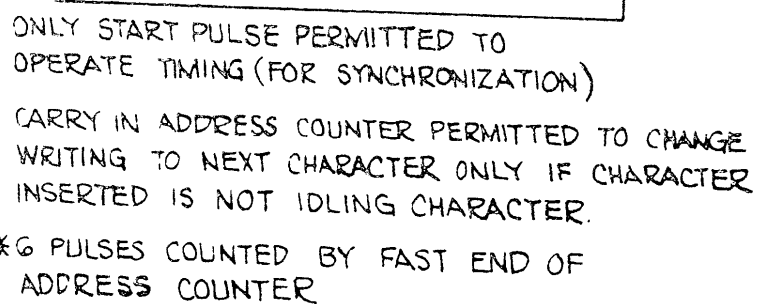 ONLY START PULSE PERMITTED TO
OPERATE TIMING (FOR SYNCHRONIZATION)
CARRY IN ADDRESS COUNTER PERMITTED TO CHANGE
WRITING TO NEXT CHARACTER ONLY IF CHARACTER
INSERTED IS NOT IDLING CHARACTER.
*6 PULSES COUNTED BY FAST END OF
ADDRESS COUNTER